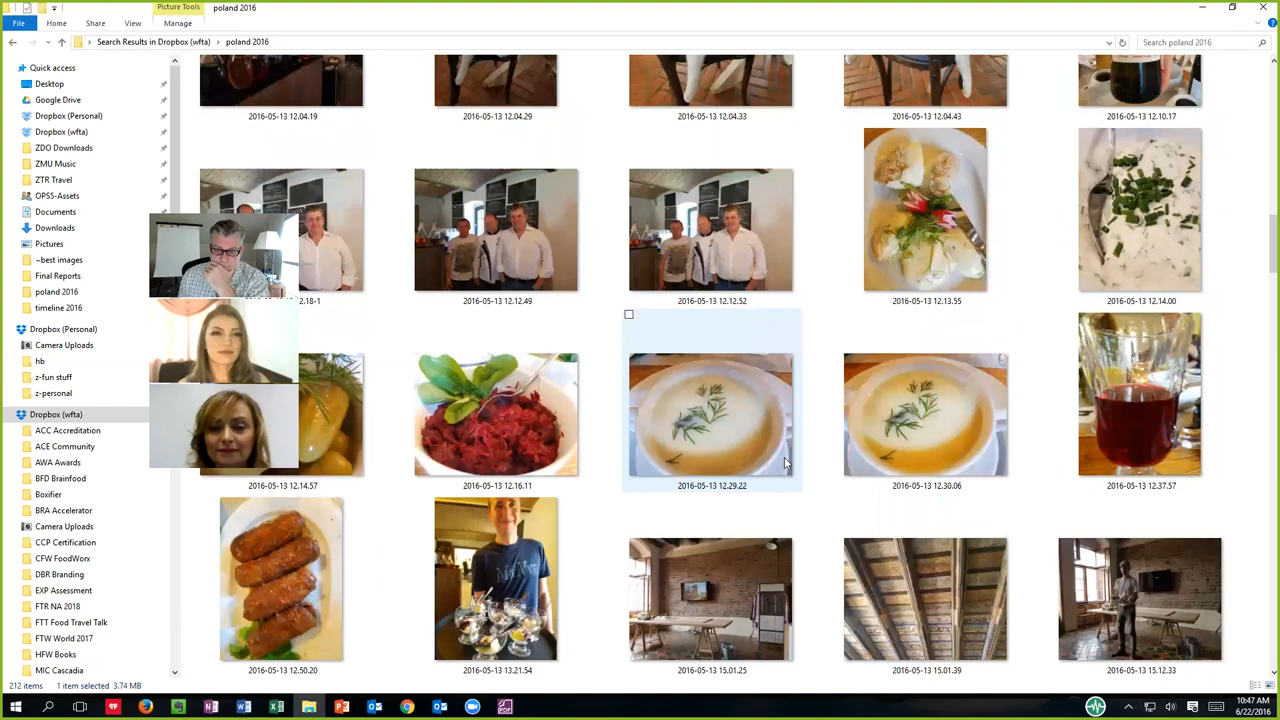 Picture Tools
poland 2016
File
Home
Share
View
Manage
Search Results in Dropbox (wfta)
poland 2016
Search poland 2016
Quick access
Desktop
Google Drive
Dropbox (Personal)
Dropbox (wfta)
ZDO Downloads
ZMU Music
ZTR Travel
OPS5-Assets
Documents
Downloads
Pictures
~best images
Final Reports
poland 2016
timeline 2016
Dropbox (Personal)
Camera Uploads
hb
z-fun stuff
z-personal
Dropbox (wfta)
ACC Accreditation
ACE Community
AWA Awards
BFD Brainfood
Boxifier
BRA Accelerator
Camera Uploads
CCP Certification
CFW FoodWorx
DBR Branding
EXP Assessment
FTR NA 2018
FTT Food Travel Talk
FTW World 2017
HFW Books
MIC Cascadia
2016-05-13 12.04.19
2016-05-13 12.04.29
2016-05-13 12.04.33
2016-05-13 12.04.43
2016-05-13 12.10.17
2.18-1
2016-05-13 12.12.49
2016-05-13 12.12.52
2016-05-13 12.13.55
2016-05-13 12.14.00
2016-05-13 12.14.57
2016-05-13 12.16.11
2016-05-13 12.29.22
2016-05-13 12.30.06
2016-05-13 12.37.57
2016-05-13 12.50.20
2016-05-13 13.21.54
2016-05-13 15.01.25
2016-05-13 15.01.39
2016-05-13 15.12.33
212 items
1 item selected 3.74 MB
10:47 AM
6/22/2016